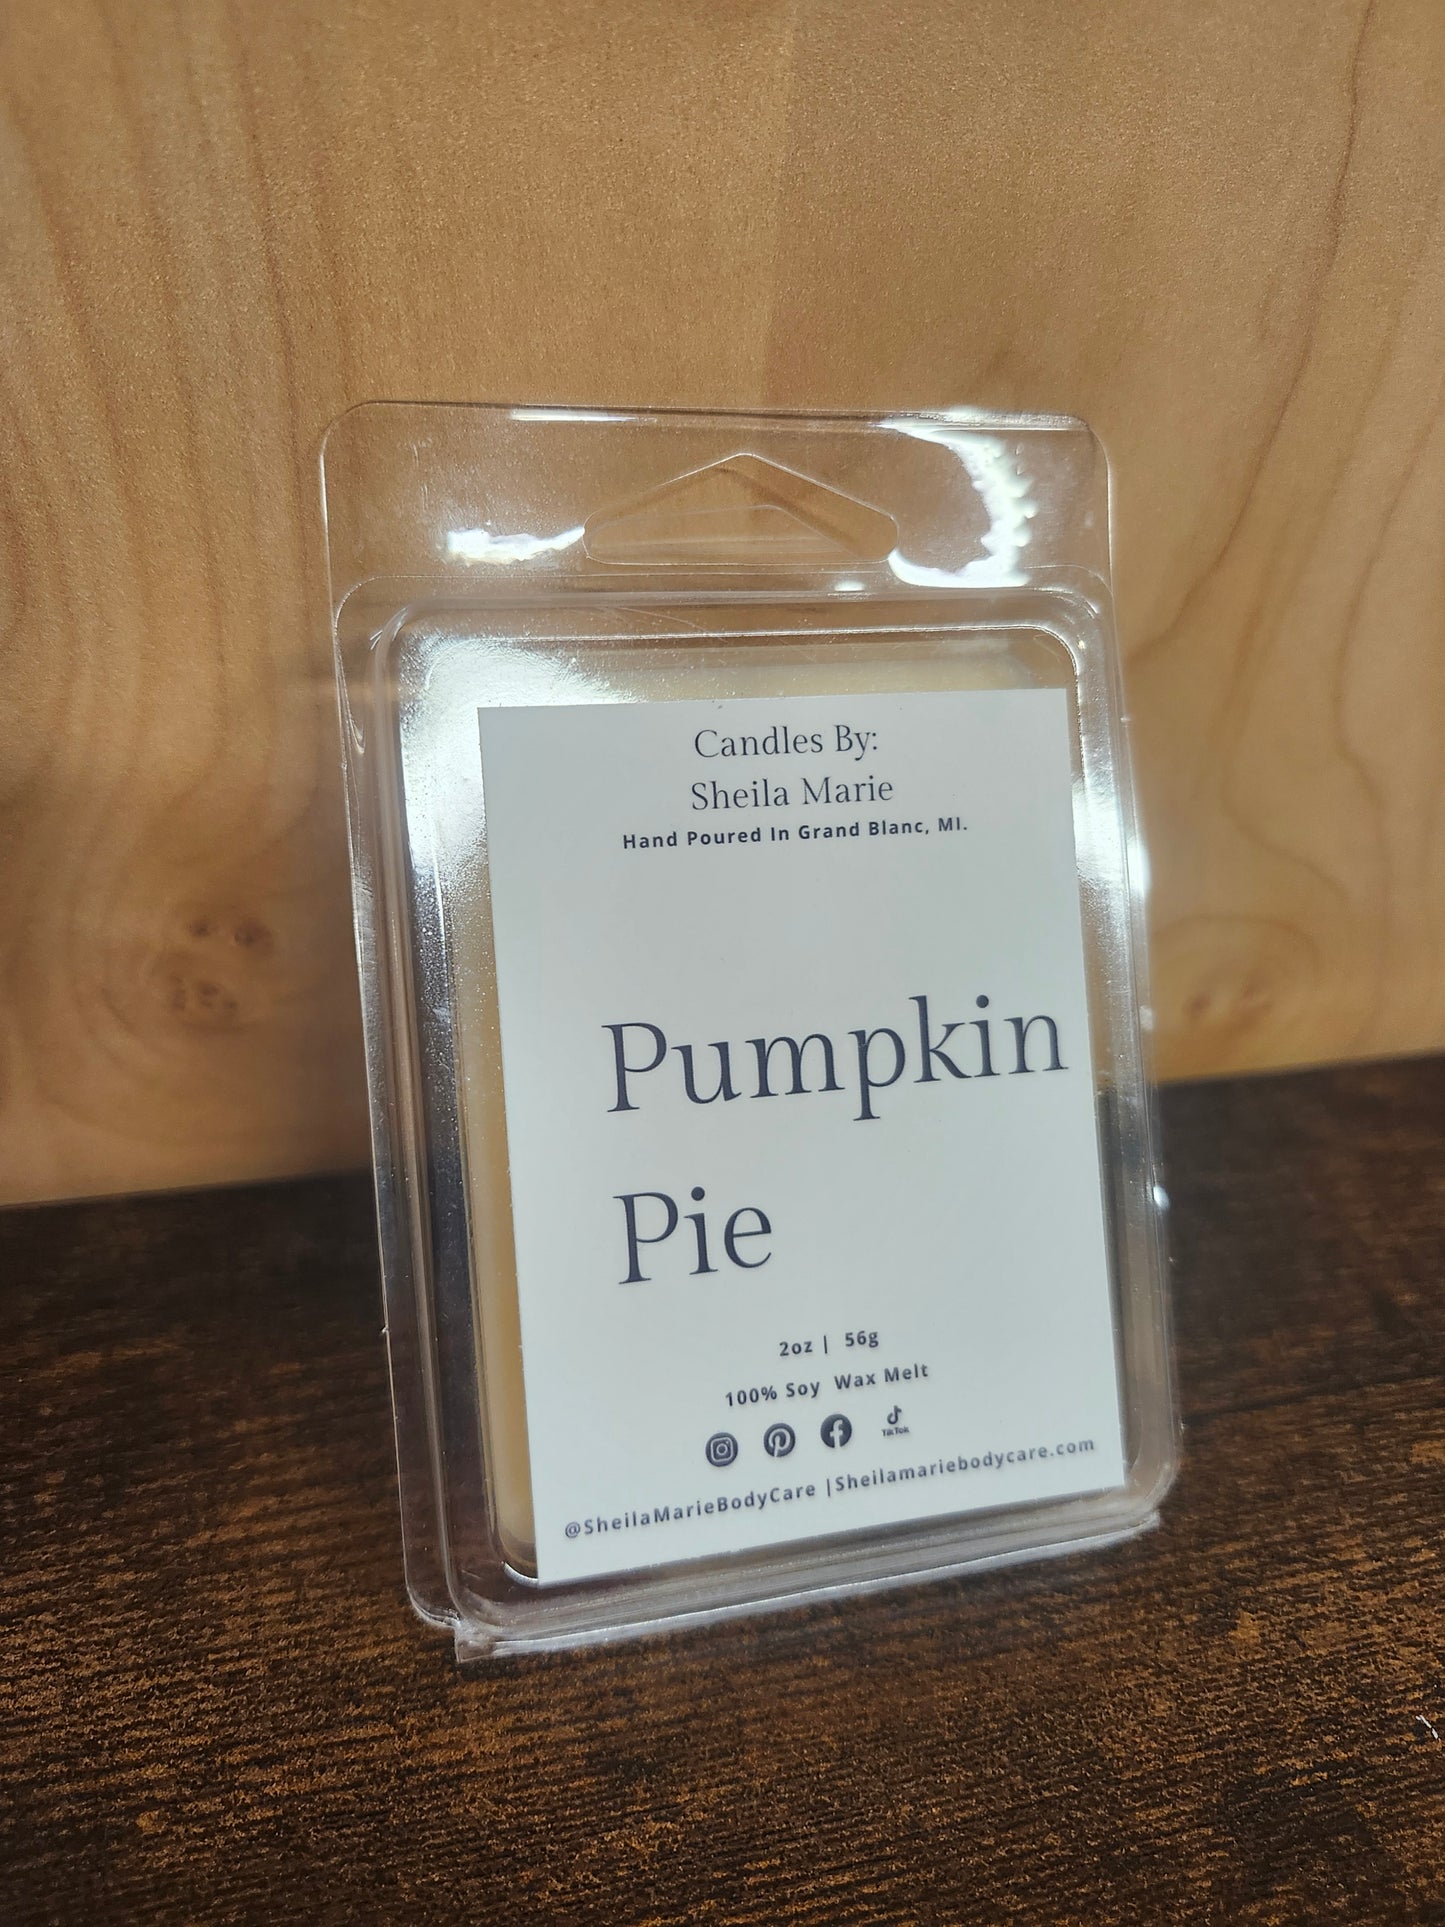 Candles By:
Sheila Marie
Hand Poured In Grand Blanc, MI.
Pumpkin
Pie
2oz | 56g
100% Soy Wax Melt
TikTok
@SheilaMarieBodyCare |Sheilamariebodycare.com